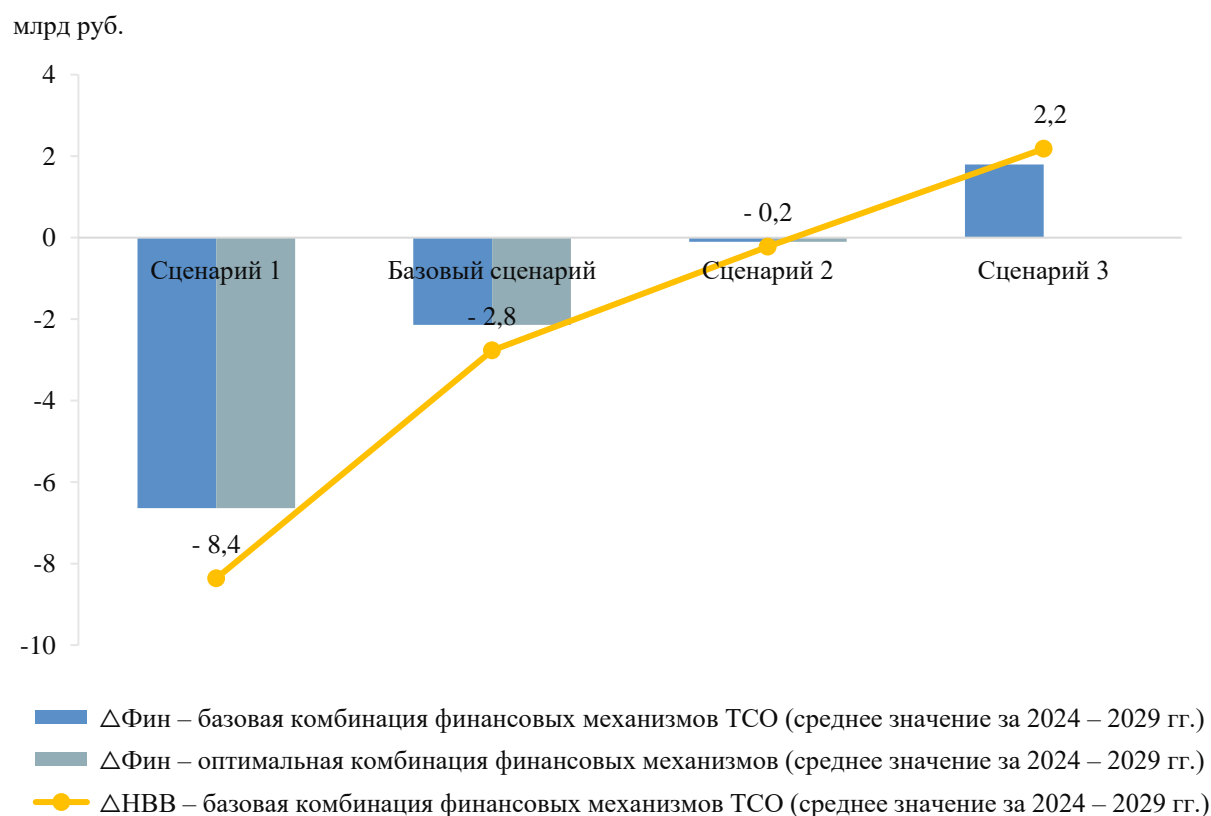 млрд руб.
4
2,2
2
- 0,2
0
Сценарий 1 Базовый сценарий Сценарий 2 Сценарий 3
-2
- 2,8
-4
-6
- 8,4
-8
-10
△Фин – базовая комбинация финансовых механизмов ТСО (среднее значение за 2024 – 2029 гг.)
△Фин – оптимальная комбинация финансовых механизмов (среднее значение за 2024 – 2029 гг.)
△НВВ – базовая комбинация финансовых механизмов ТСО (среднее значение за 2024 – 2029 гг.)